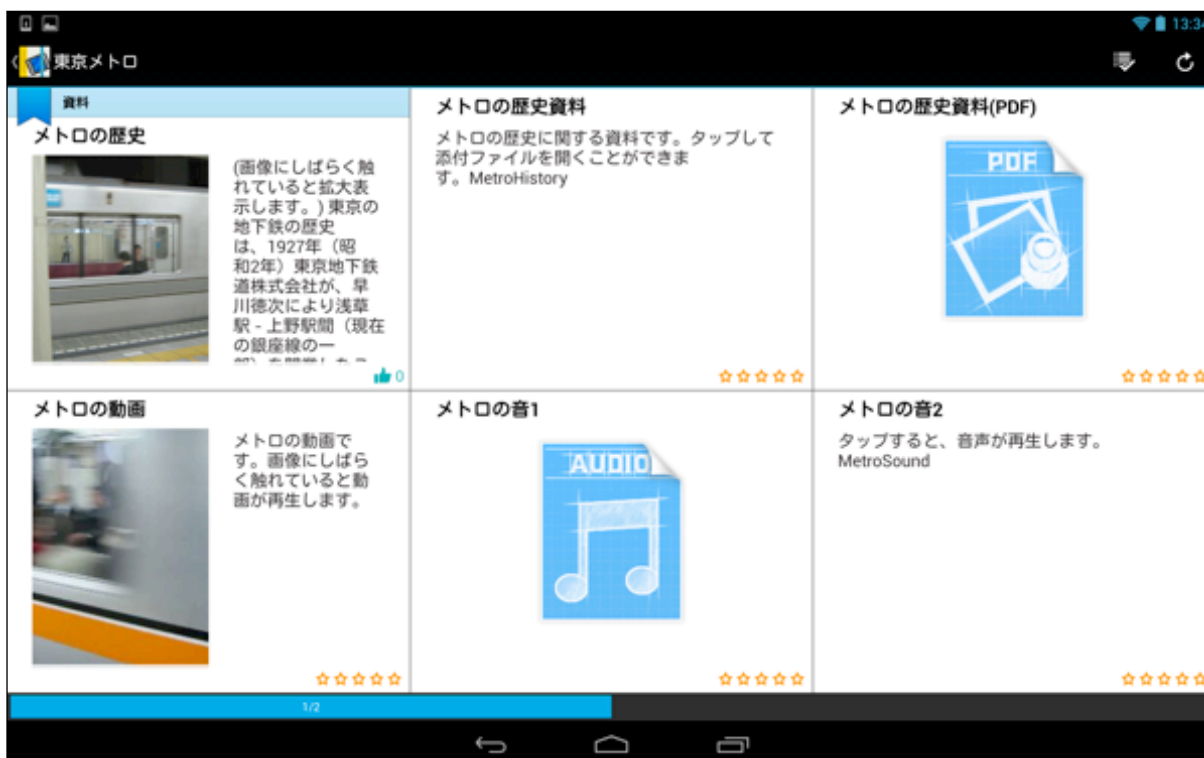 13:34
東京メトロ
資料
メトロの歴史
(画像にしばらく触
れていると拡大表
示します。) 東京の
地下鉄の歴史
は、1927年（昭
和2年）東京地下鉄
道株式会社が、早
川徳次により浅草
駅 - 上野駅間（現在
の銀座線の一
0
メトロの歴史資料
メトロの歴史に関する資料です。タップして
添付ファイルを開くことができま
す。MetroHistory
メトロの歴史資料(PDF)
PDF
メトロの動画
メトロの動画で
す。画像にしばら
く触れていると動
画が再生します。
メトロの音1
AUDIO
メトロの音2
タップすると、音声が再生します。
MetroSound
1/2